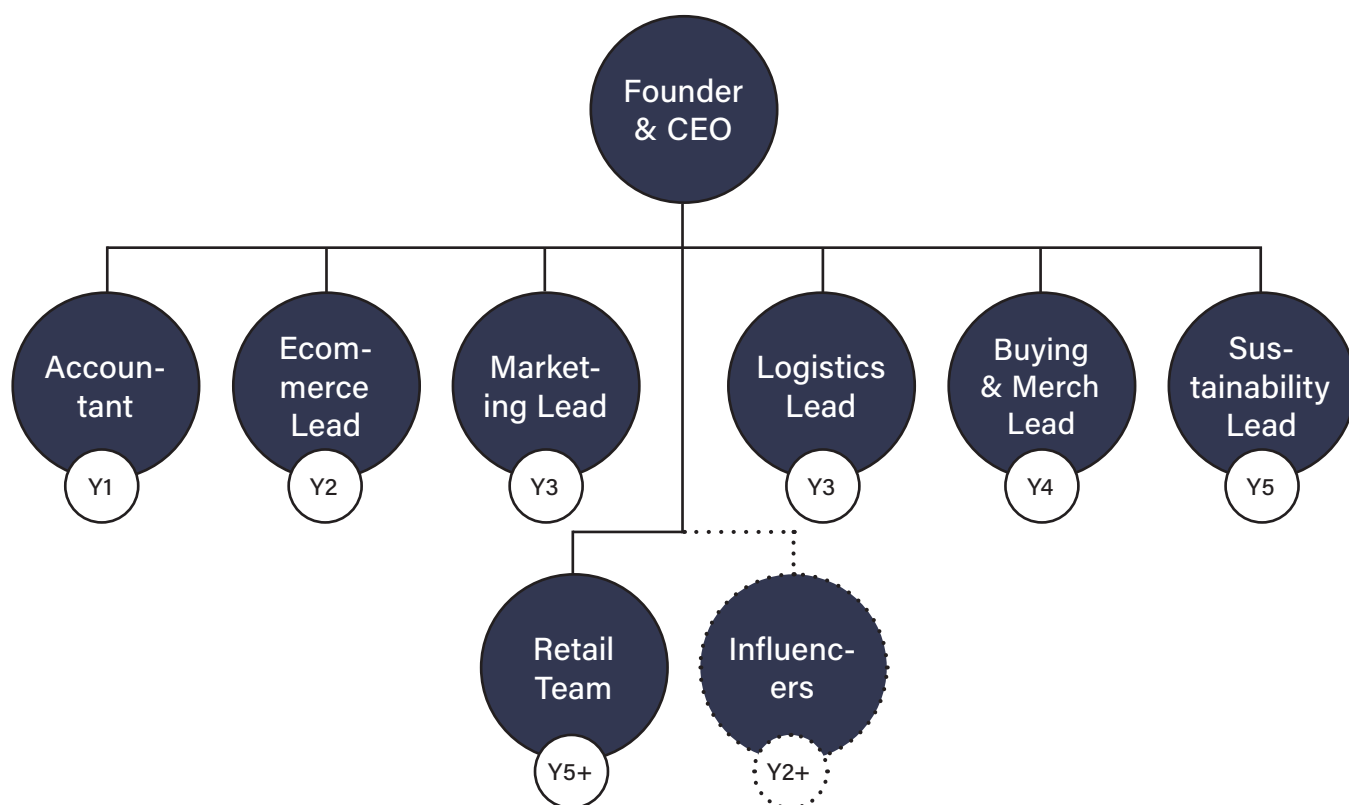 Founder
& CEO
Accoun-
tant
Y1
Ecom-
merce
Lead
Y2
Market-
ing Lead
Y3
Logistics
Lead
Y3
Buying
& Merch
Lead
Y4
Sus-
tainability
Lead
Y5
Retail
Team
Y5+
Influenc-
ers
Y2+